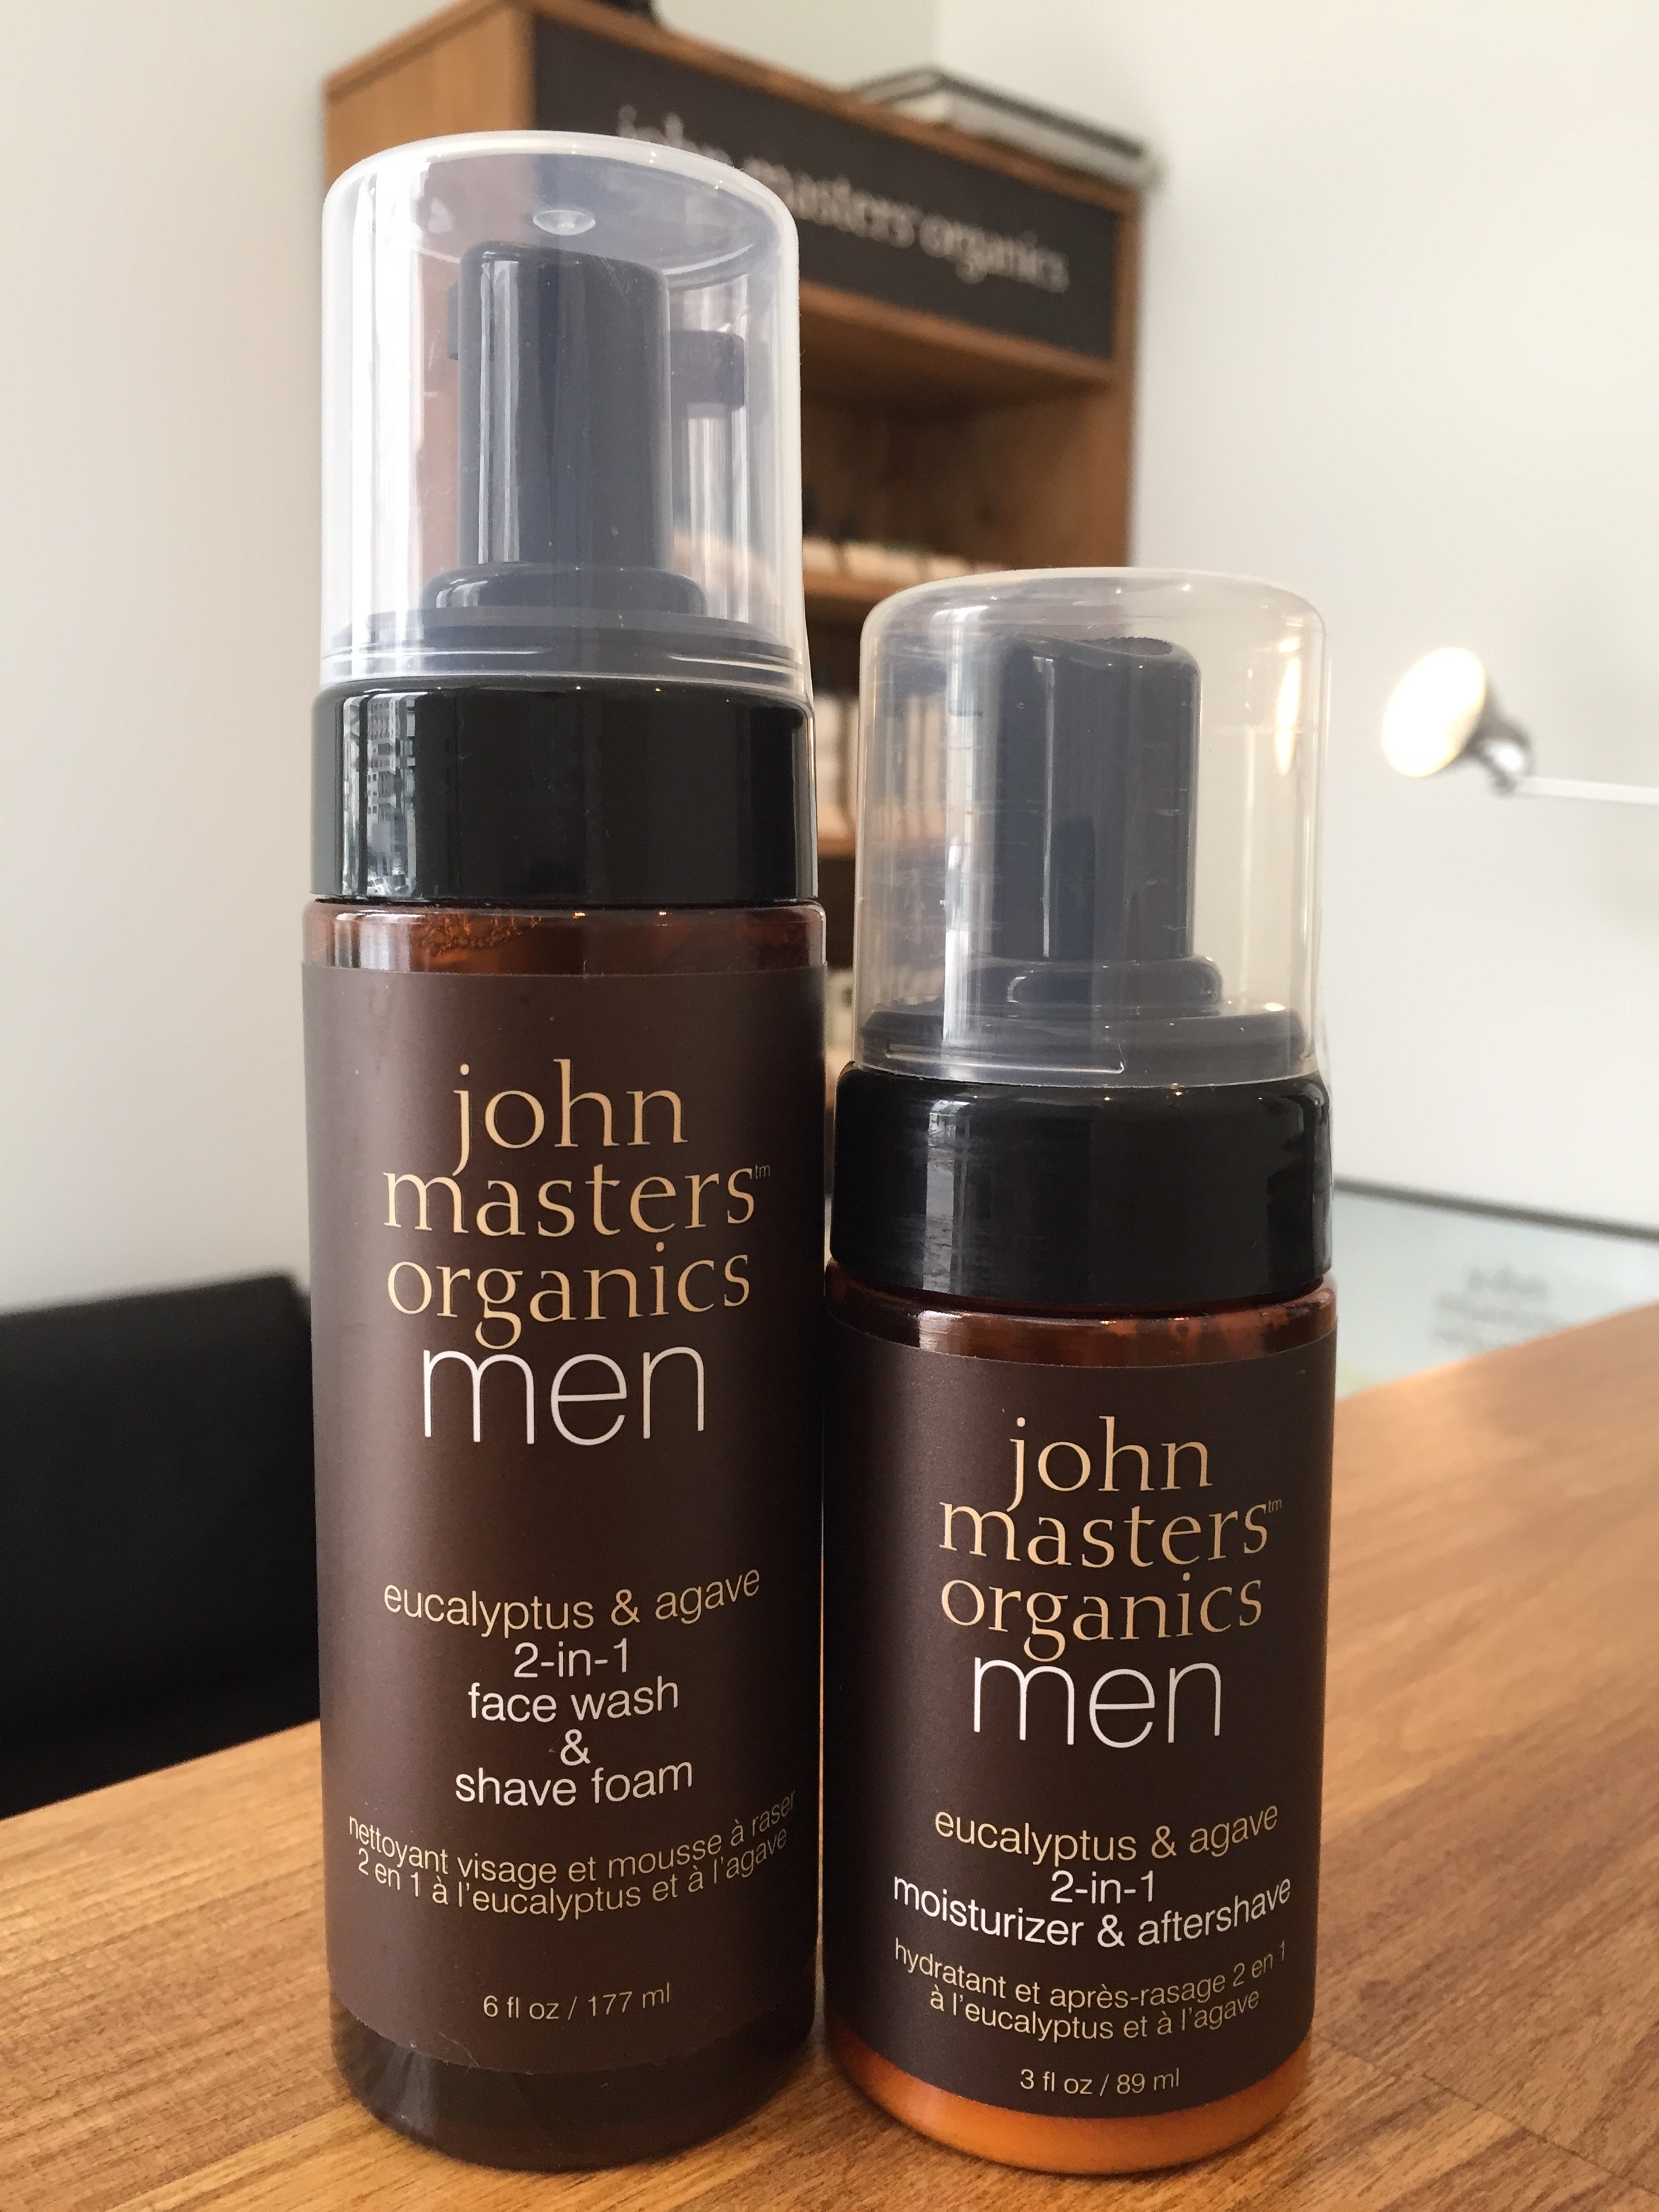 john masters organics
john
masters™
organics
men
eucalyptus & agave
2-in-1
face wash
&
shave foam
nettoyant visage et mousse à raser
2 en 1 à l'eucalyptus et à l'agave
6 fl oz / 177 ml
john
masters™
organics
men
eucalyptus & agave
2-in-1
moisturizer & aftershave
hydratant et après-rasage 2 en 1
à l'eucalyptus et à l'agave
3 fl oz / 89 ml